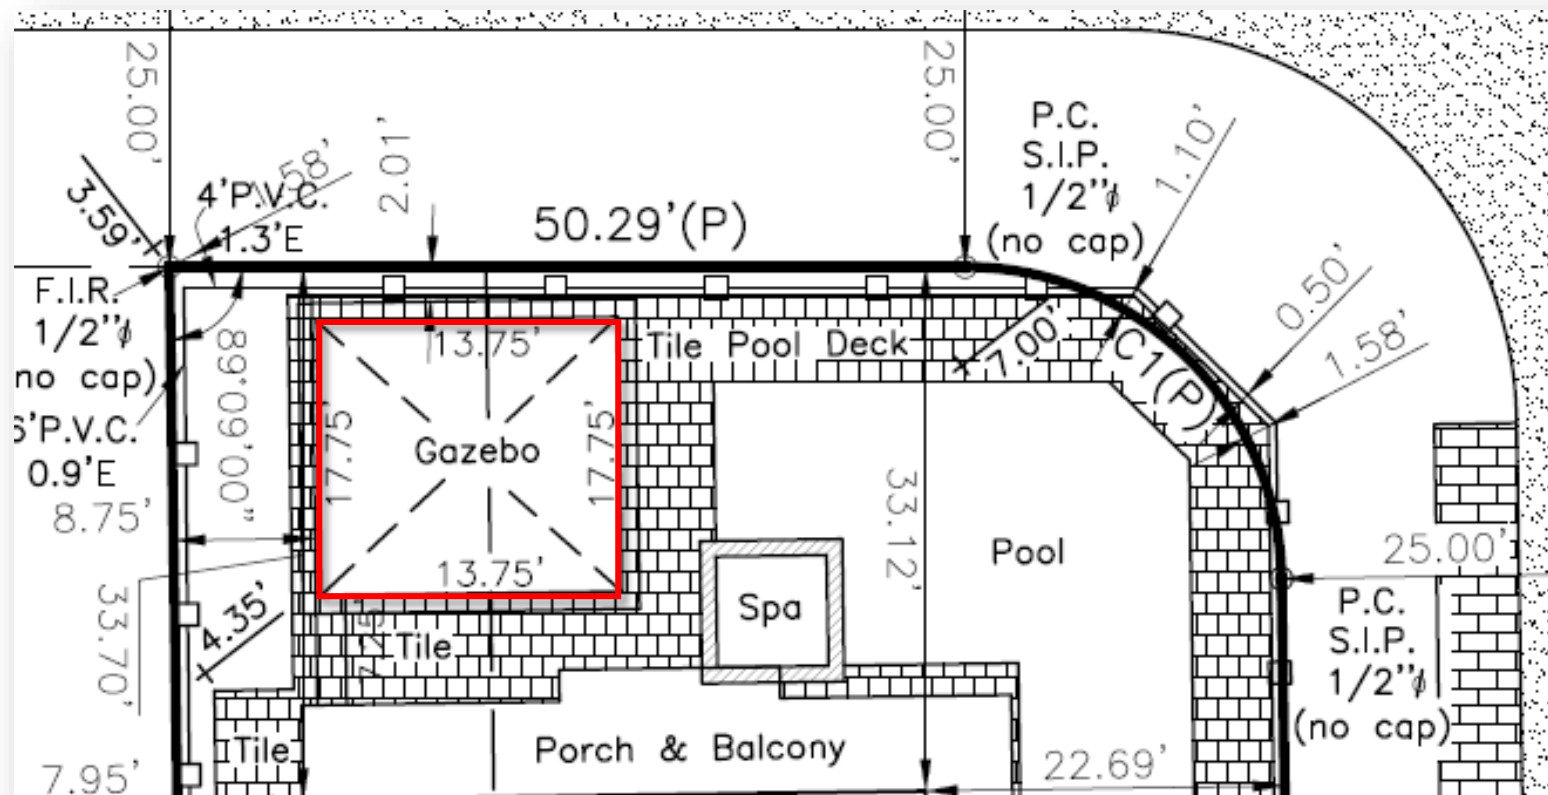 25.00'
25.00'
P.C.
S.I.P.
1/2"ϕ
(no cap)
1.10'
2.01'
4'P.V.C.
1.3'E
3.59'
50.29'(P)
F.I.R.
1/2"ϕ
no cap)
6'P.V.C.
0.9'E
89°09'00"
13.75'
Tile Pool Deck
7.00'
C1(P)
0.50'
1.58'
17.75'
Gazebo
17.75'
13.75'
8.75'
33.12'
Pool
25.00'
Spa
P.C.
S.I.P.
1/2"ϕ
(no cap)
33.70'
4.35'
7.25'
Tile
Tile
Porch & Balcony
22.69'
7.95'